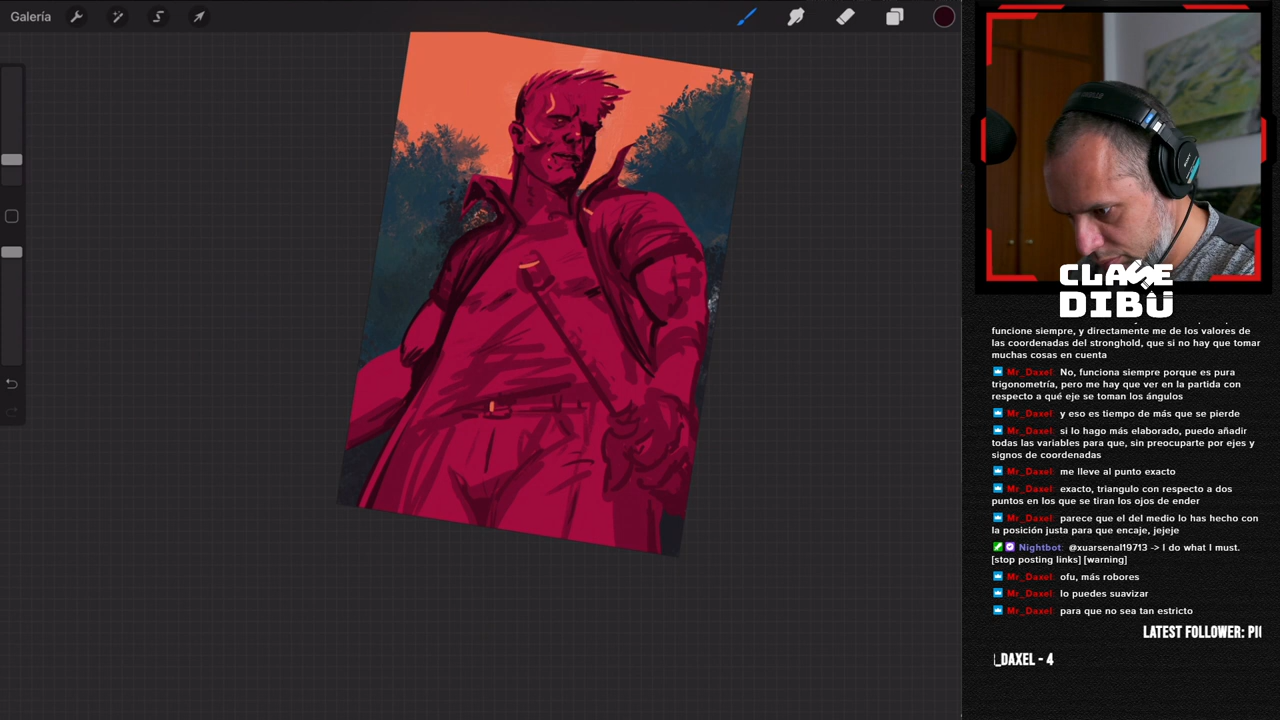 Galería
CLASE
DIBU
funcione siempre, y directamente me de los valores de
las coordenadas del stronghold, que si no hay que tomar
muchas cosas en cuenta
Mr_Daxel: No, funciona siempre porque es pura
trigonometría, pero me hay que ver en la partida con
respecto a qué eje se toman los ángulos
Mr_Daxel: y eso es tiempo de más que se pierde
Mr_Daxel: si lo hago más elaborado, puedo añadir
todas las variables para que, sin preocuparte por ejes y
signos de coordenadas
Mr_Daxel: me lleve al punto exacto
Mr_Daxel: exacto, triangulo con respecto a dos
puntos en los que se tiran los ojos de ender
Mr_Daxel: parece que el del medio lo has hecho con
la posición justa para que encaje, jejeje
Nightbot: @xuarsenal19713 -> I do what I must.
[stop posting links] [warning]
Mr_Daxel: ofu, más robores
Mr_Daxel: lo puedes suavizar
Mr_Daxel: para que no sea tan estricto
LATEST FOLLOWER: PI
_DAXEL - 4